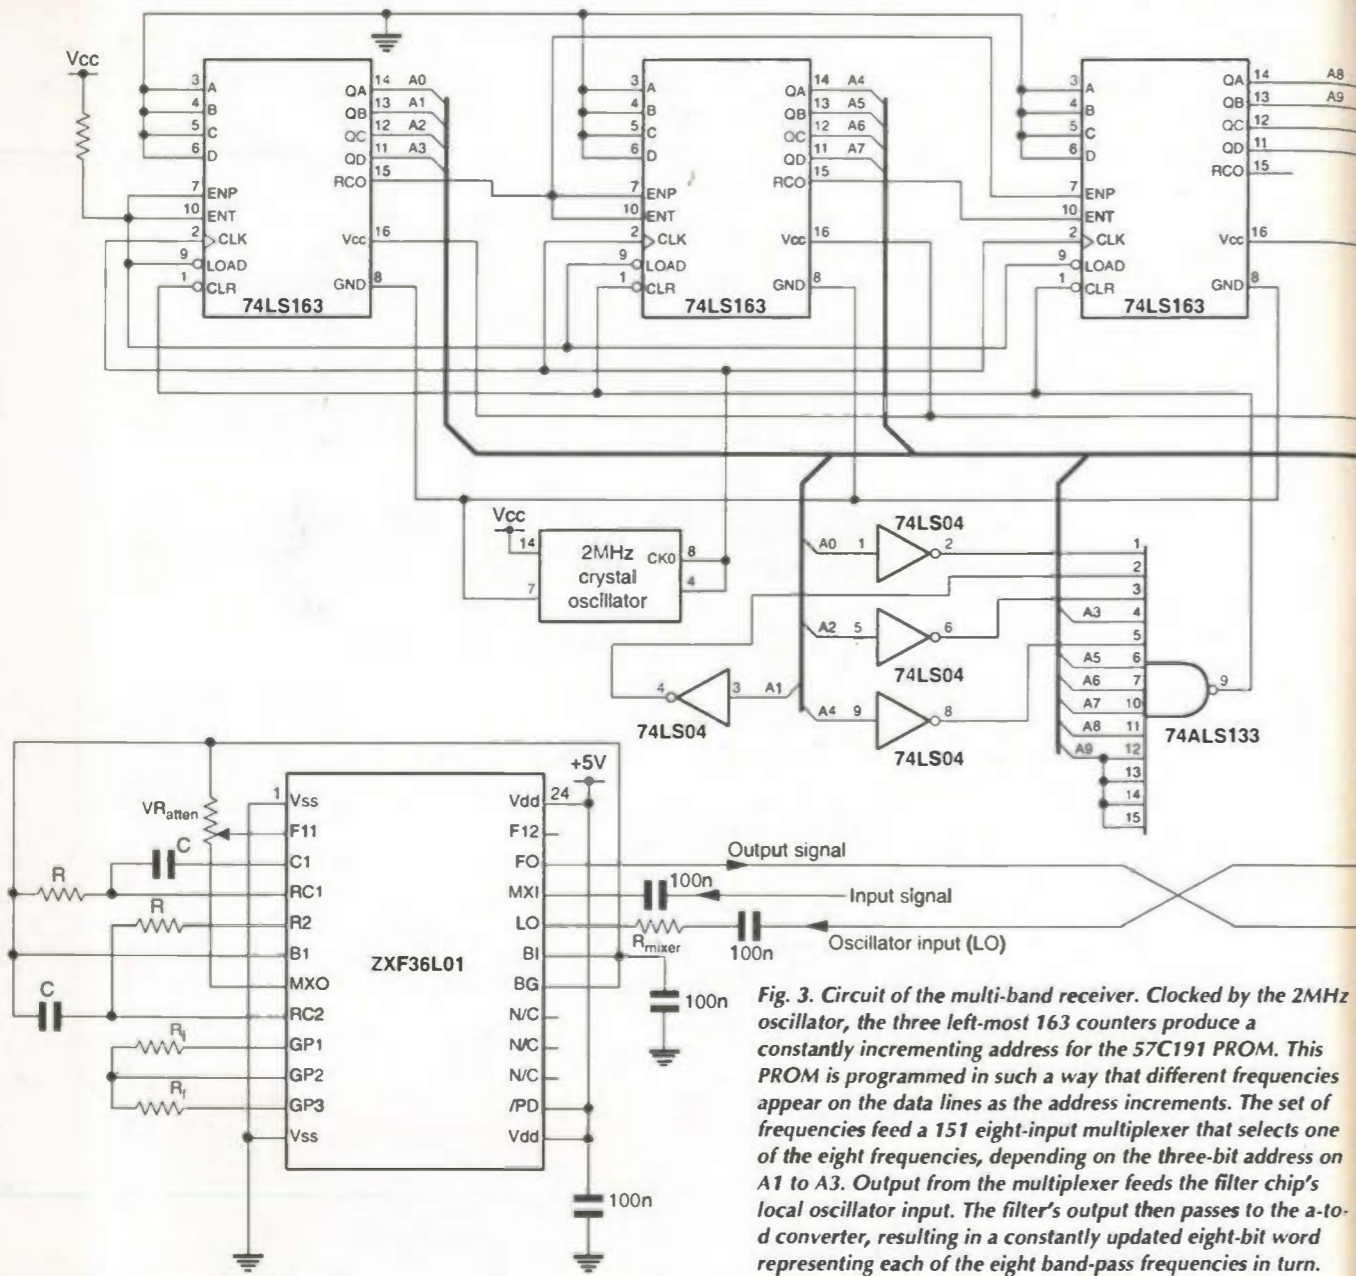 Vcc
3 A
4 B
5 C
6 D
7 ENP
10 ENT
2 CLK
9 LOAD
1 CLR
QA 14 A0
QB 13 A1
QC 12 A2
QD 11 A3
RCO 15
Vcc 16
GND 8
74LS163
3 A
4 B
5 C
6 D
7 ENP
10 ENT
2 CLK
9 LOAD
1 CLR
QA 14 A4
QB 13 A5
QC 12 A6
QD 11 A7
RCO 15
Vcc 16
GND 8
74LS163
3 A
4 B
5 C
6 D
7 ENP
10 ENT
2 CLK
9 LOAD
1 CLR
QA 14 A8
QB 13 A9
QC 12
QD 11
RCO 15
Vcc 16
GND 8
74LS163
Vcc
14
7
2MHz
crystal
oscillator
CK0 8
4
74LS04
A0 1 2
A2 5 6
74LS04
4 3 A1
74LS04
A4 9 8
74LS04
1
2
3
A3 4
5
A5 6
A6 7
A7 10
A8 11
A9 12
13
14
15
9
74ALS133
+5V
VRatten
C
R
R
C
Ri
Rf
1 Vss
F11
C1
RC1
R2
B1
MXO
RC2
GP1
GP2
GP3
Vss
ZXF36L01
Vdd 24
F12
FO
MXI
LO
BI
BG
N/C
N/C
N/C
/PD
Vdd
Output signal
100n
Input signal
Rmixer
100n
Oscillator input (LO)
100n
100n
Fig. 3. Circuit of the multi-band receiver. Clocked by the 2MHz
oscillator, the three left-most 163 counters produce a
constantly incrementing address for the 57C191 PROM. This
PROM is programmed in such a way that different frequencies
appear on the data lines as the address increments. The set of
frequencies feed a 151 eight-input multiplexer that selects one
of the eight frequencies, depending on the three-bit address on
A1 to A3. Output from the multiplexer feeds the filter chip's
local oscillator input. The filter's output then passes to the a-to-
d converter, resulting in a constantly updated eight-bit word
representing each of the eight band-pass frequencies in turn.